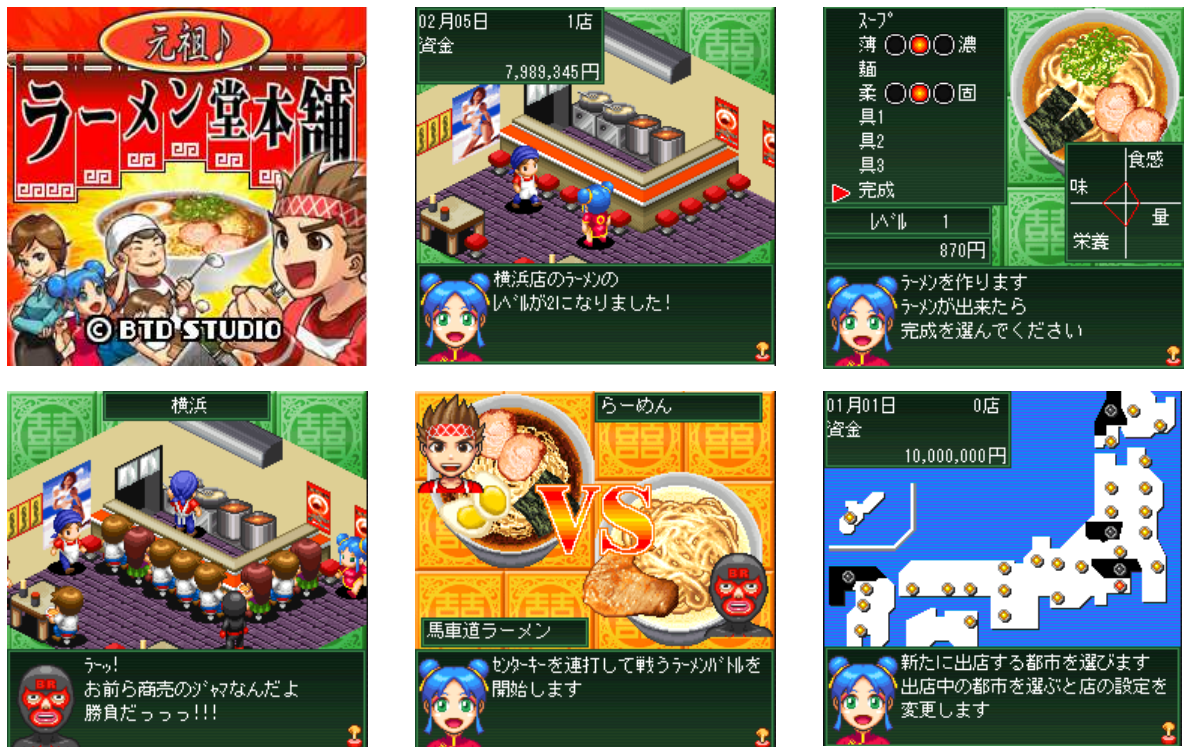 元祖♪
ラーメン堂本舗
© BTD STUDIO
02月05日 1店
資金
7,989,345円
横浜店のﾗｰﾒﾝの
ﾚﾍﾞﾙが2になりました!
ｽｰﾌﾟ
薄 濃
麺
柔 固
具1
具2
具3
完成
食感
味
量
栄養
ﾚﾍﾞﾙ 1
870円
ﾗｰﾒﾝを作ります
ﾗｰﾒﾝが出来たら
完成を選んでください
横浜
BR
ﾗｰｯ!
お前ら商売のｼﾞｬﾏなんだよ
勝負だっっっ!!!
らーめん
VS
BR
馬車道ラーメン
ｾﾝﾀｰｷｰを連打して戦うﾗｰﾒﾝﾊﾞﾄﾙを
開始します
01月01日 0店
資金
10,000,000円
新たに出店する都市を選びます
出店中の都市を選ぶと店の設定を
変更します